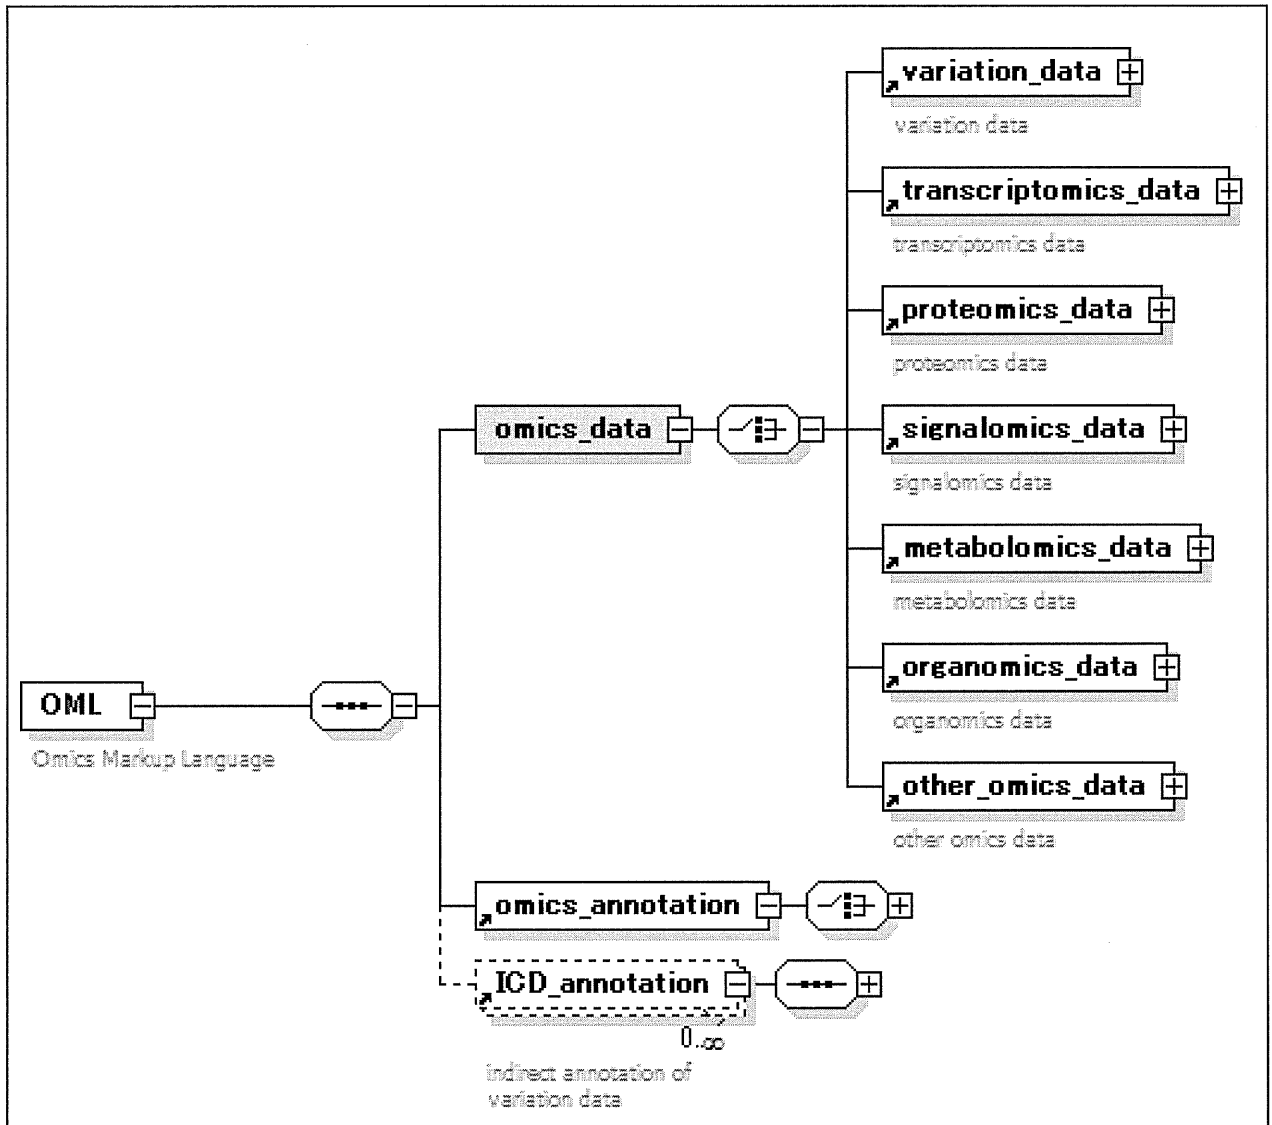 variation_data
variation data
transcriptomics_data
transcriptomics data
proteomics_data
proteomics data
omics_data
signalomics_data
signalomics data
metabolomics_data
metabolomics data
OML
Omics Markup Language
organomics_data
organomics data
other_omics_data
other omics data
omics_annotation
ICD_annotation
0..∞
indirect annotation of
variation data